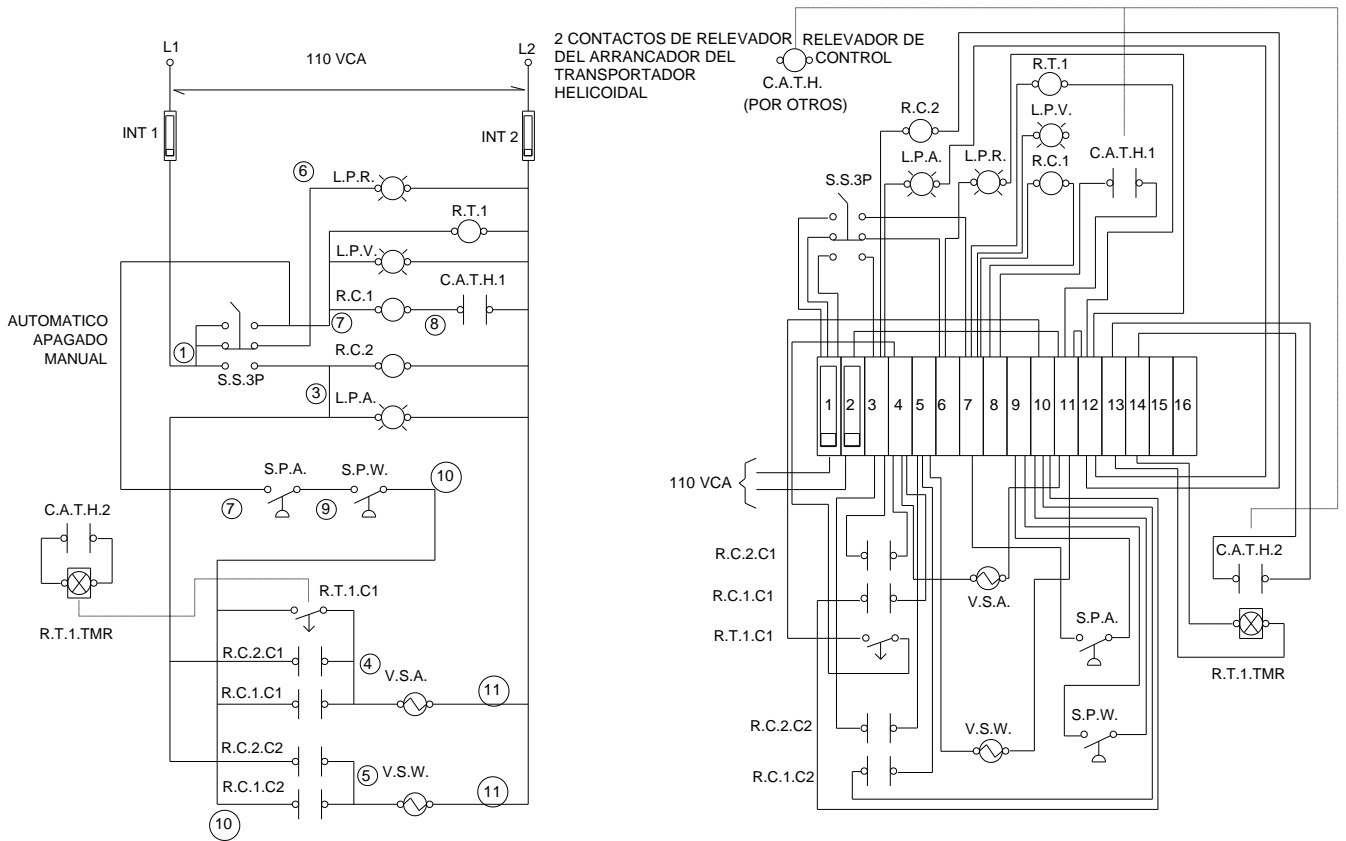 L1
110 VCA
L2
INT 1
INT 2
6
L.P.R.
R.T.1
L.P.V.
C.A.T.H.1
R.C.1
7
8
AUTOMATICO
APAGADO
MANUAL
1
S.S.3P
R.C.2
3
L.P.A.
S.P.A.
S.P.W.
10
7
9
C.A.T.H.2
R.T.1.TMR
R.T.1.C1
R.C.2.C1
4
V.S.A.
R.C.1.C1
11
R.C.2.C2
5
V.S.W.
R.C.1.C2
11
10
2 CONTACTOS DE RELEVADOR
DEL ARRANCADOR DEL
TRANSPORTADOR
HELICOIDAL
RELEVADOR DE
CONTROL
C.A.T.H.
(POR OTROS)
R.T.1
R.C.2
L.P.V.
L.P.A.
L.P.R.
R.C.1
C.A.T.H.1
S.S.3P
1
2
3
4
5
6
7
8
9
10
11
12
13
14
15
16
110 VCA
R.C.2.C1
R.C.1.C1
R.T.1.C1
V.S.A.
S.P.A.
C.A.T.H.2
R.T.1.TMR
R.C.2.C2
V.S.W.
S.P.W.
R.C.1.C2